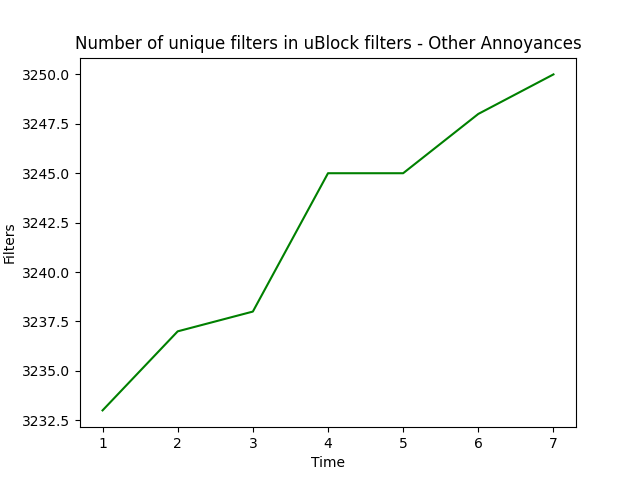 Number of unique filters in uBlock filters - Other Annoyances
3250.0
3247.5
3245.0
3242.5
3240.0
3237.5
3235.0
3232.5
Filters
1 2 3 4 5 6 7
Time